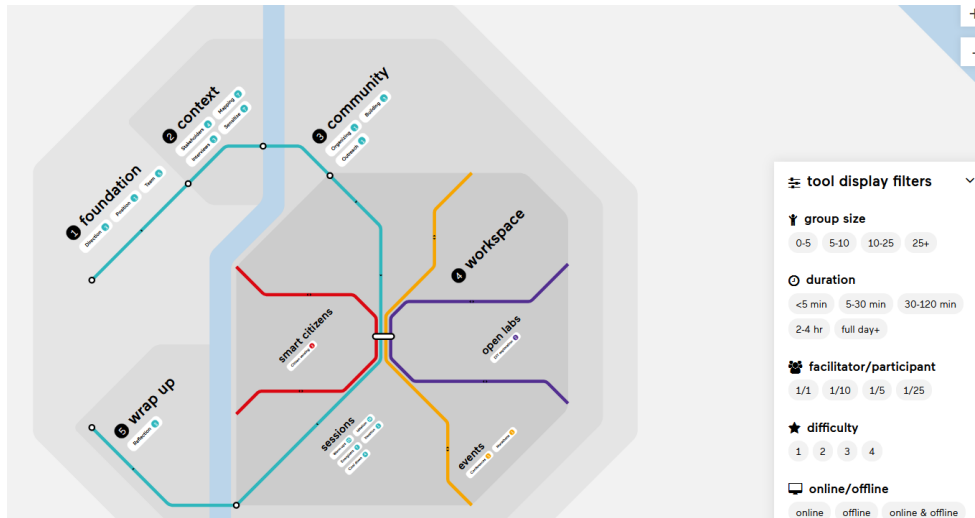 1 foundation
Direction
Position
Team
2 context
Stakeholders
Mapping
Interviews
Sensitise
3 community
Organizing
Building
Outreach
4 workspace
smart citizens
open labs
sessions
events
5 wrap up
Reflection
+
-
tool display filters
group size
0-5 5-10 10-25 25+
duration
<5 min 5-30 min 30-120 min
2-4 hr full day+
facilitator/participant
1/1 1/10 1/5 1/25
difficulty
1 2 3 4
online/offline
online offline online & offline